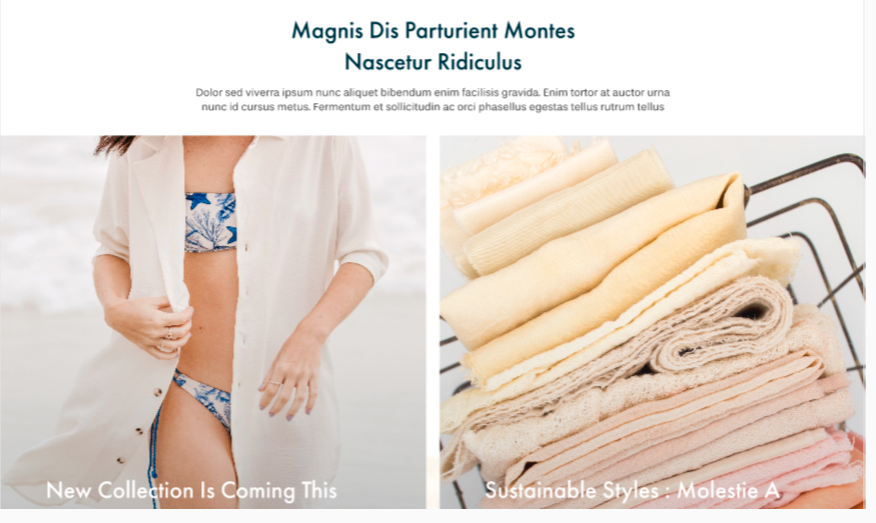 Magnis Dis Parturient Montes
Nascetur Ridiculus
Dolor sed viverra ipsum nunc aliquet bibendum enim facilisis gravida. Enim tortor at auctor urna
nunc id cursus metus. Fermentum et sollicitudin ac orci phasellus egestas tellus rutrum tellus
New Collection Is Coming This
Sustainable Styles : Molestie A